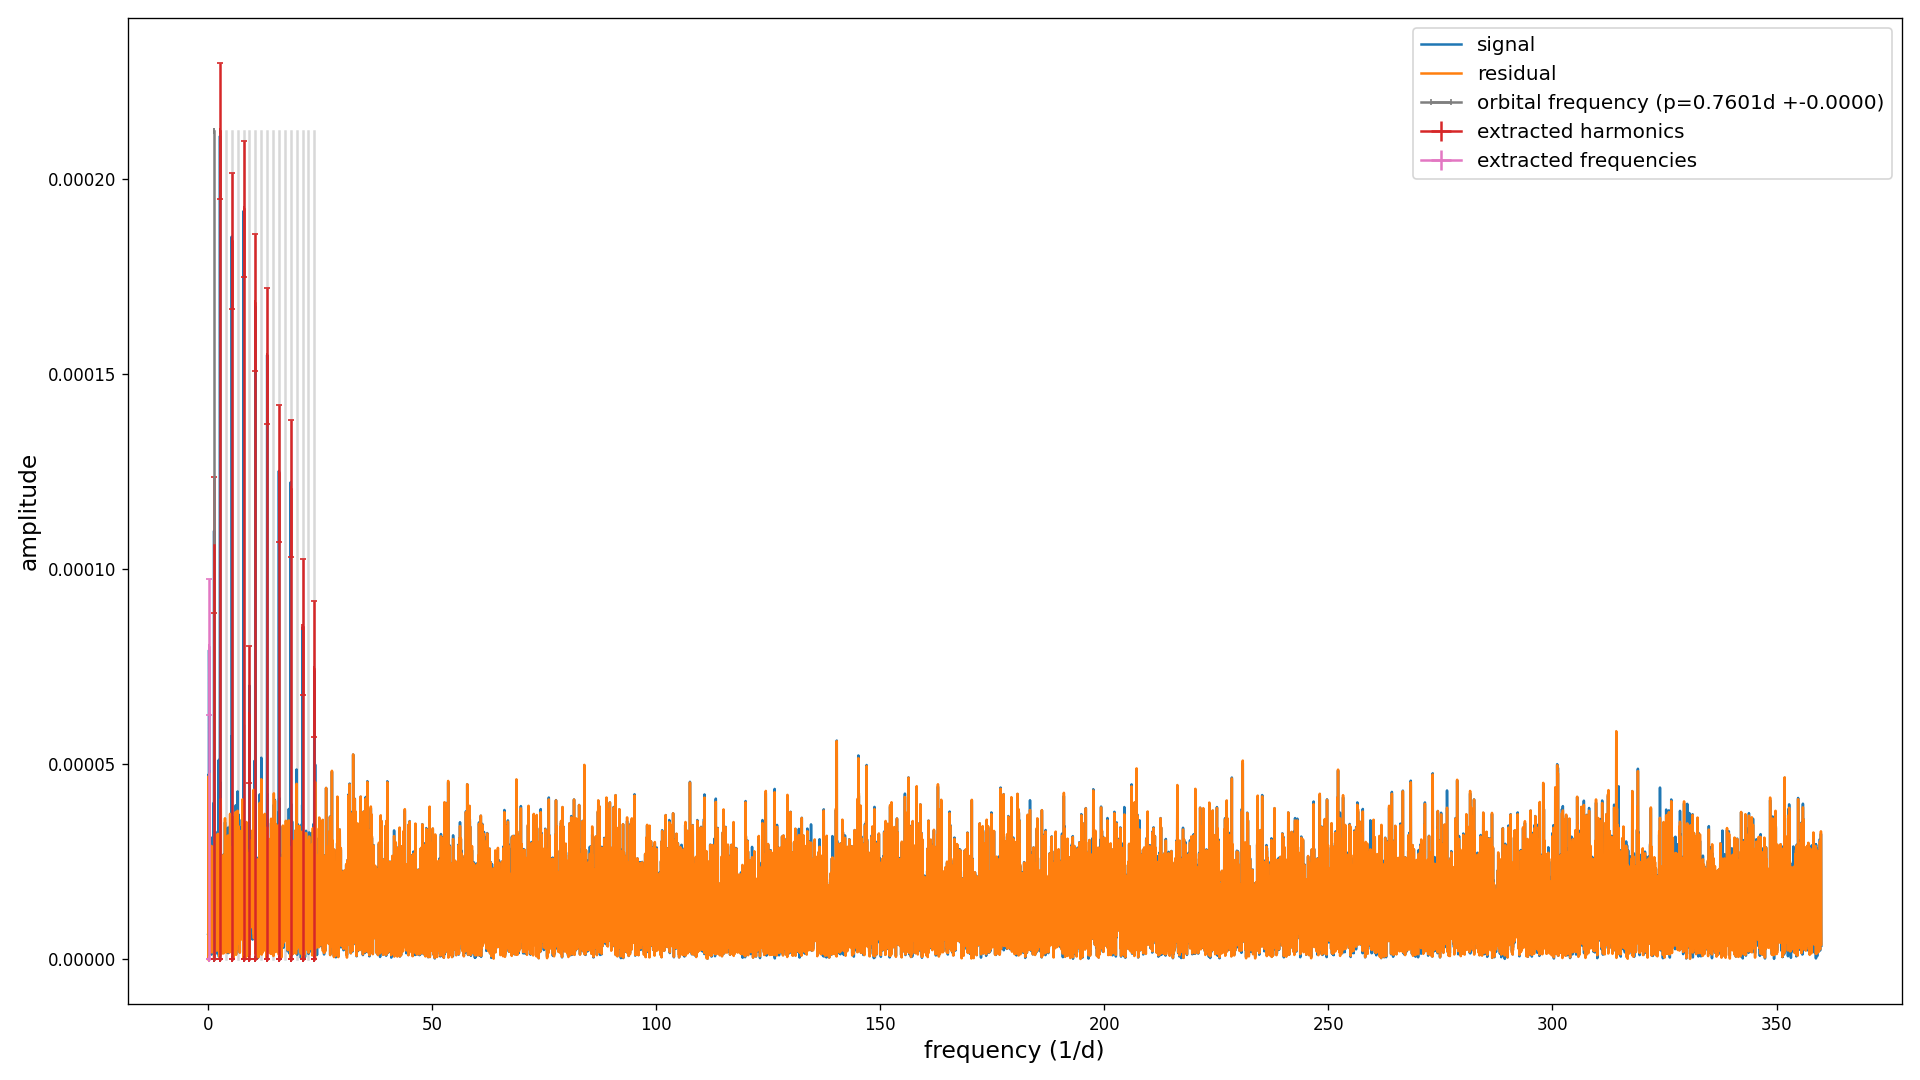 signal
residual
orbital frequency (p=0.7601d +-0.0000)
extracted harmonics
extracted frequencies
amplitude
0.00020
0.00015
0.00010
0.00005
0.00000
0 50 100 150 200 250 300 350
frequency (1/d)